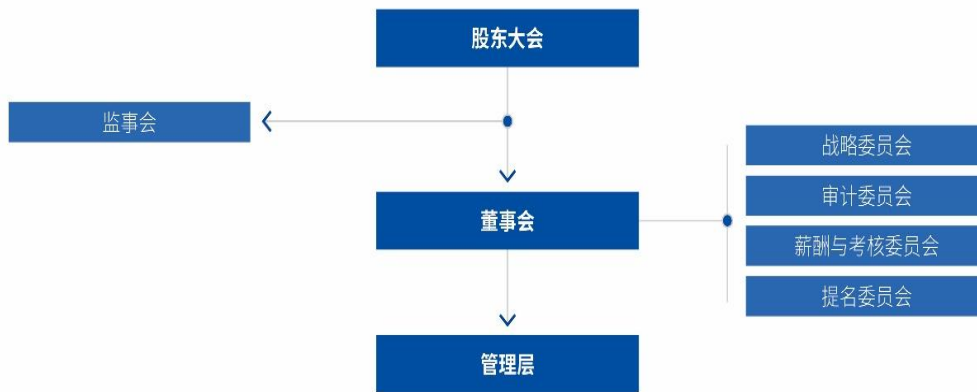 股东大会
监事会
战略委员会
审计委员会
董事会
薪酬与考核委员会
提名委员会
管理层